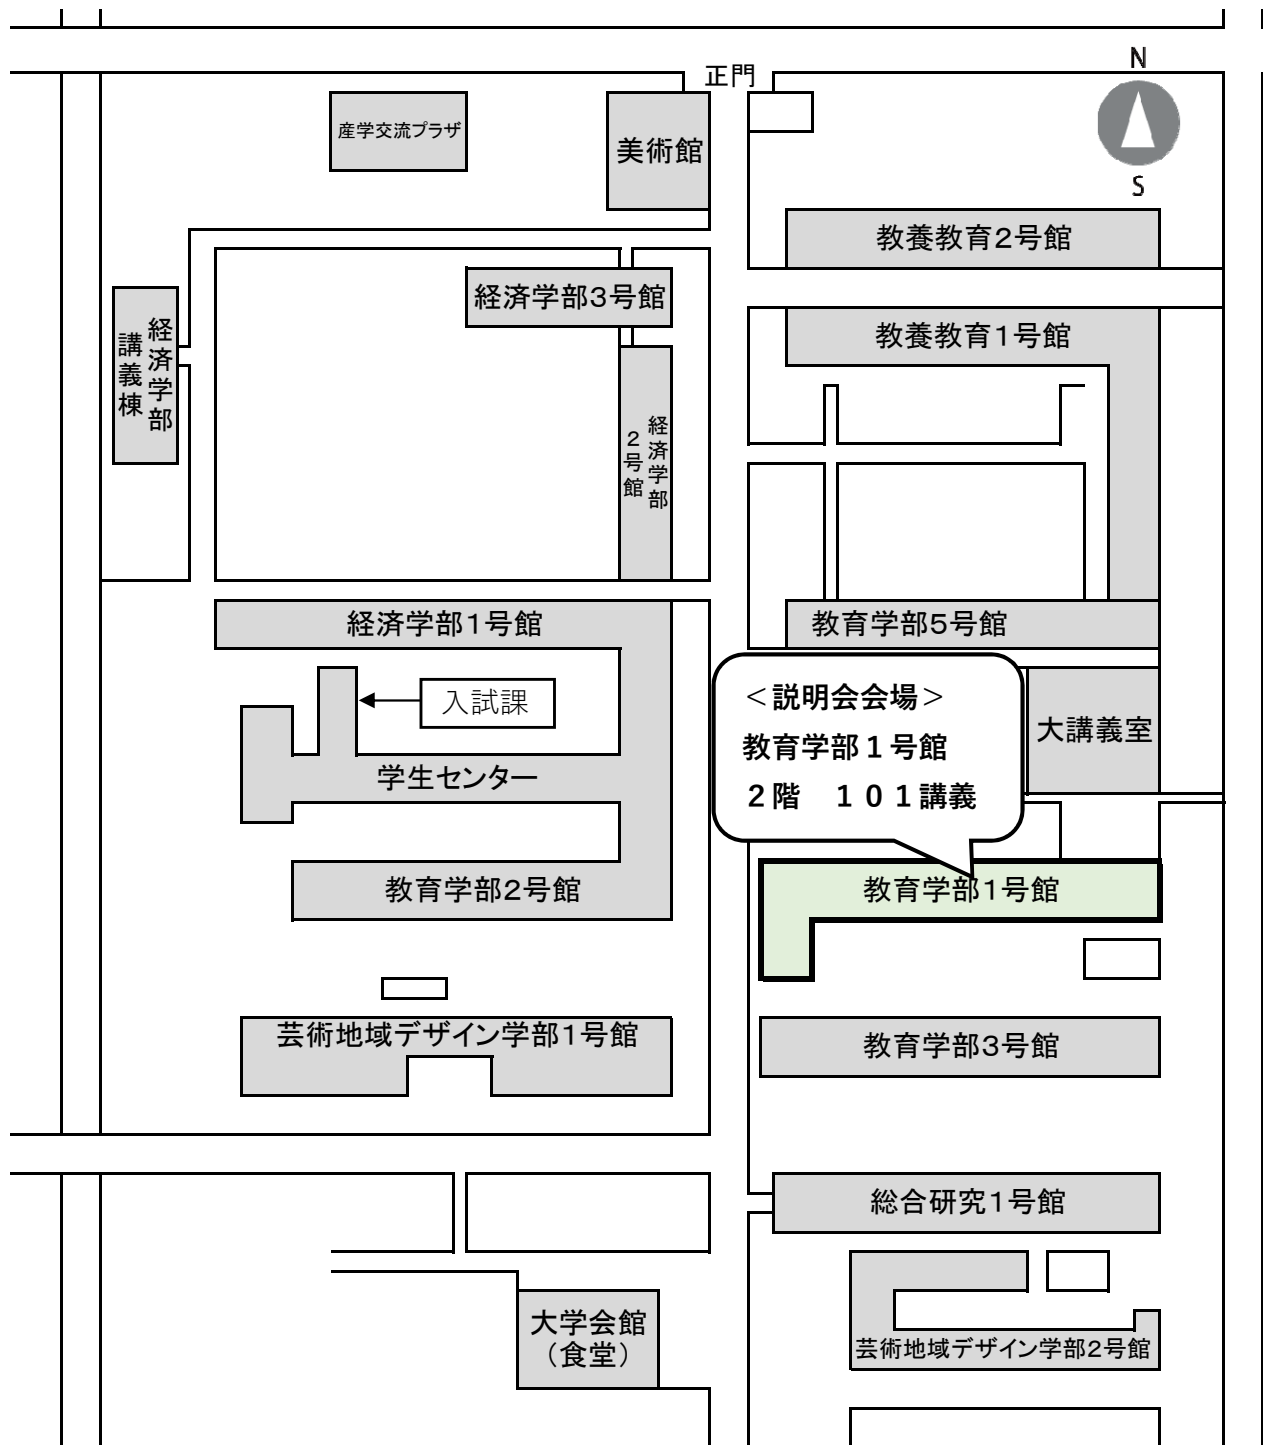 正門
N
S
産学交流プラザ
美術館
教養教育2号館
経済学部3号館
経済学部
講義棟
教養教育1号館
経済学部
2号館
経済学部1号館
教育学部5号館
入試課
＜説明会会場＞
教育学部１号館
２階　１０１講義
大講義室
学生センター
教育学部2号館
教育学部1号館
芸術地域デザイン学部1号館
教育学部3号館
総合研究1号館
大学会館
（食堂）
芸術地域デザイン学部2号館